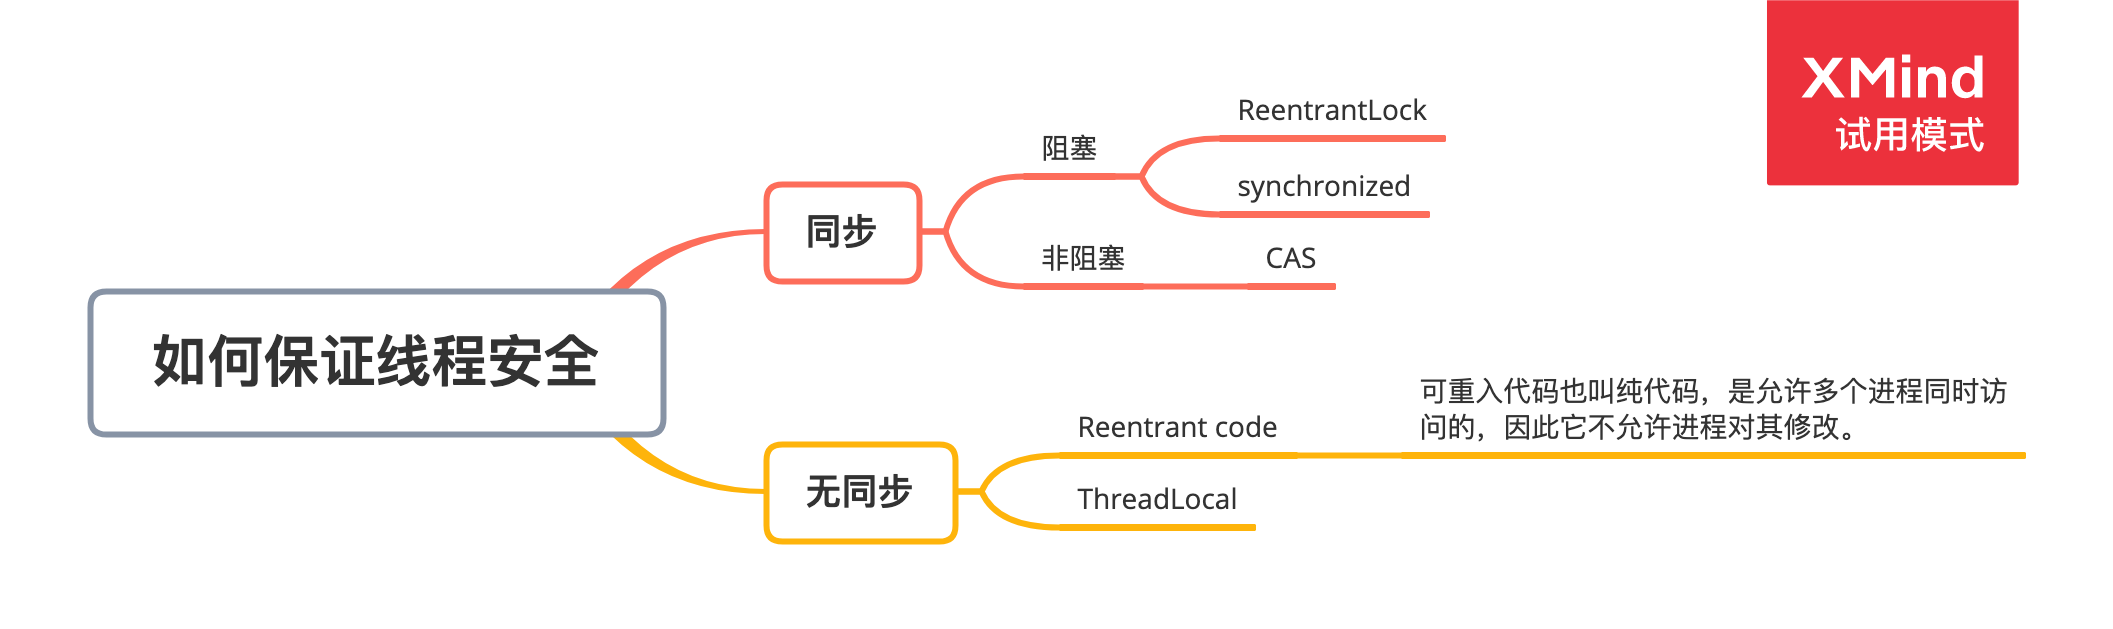 XMind
试用模式
ReentrantLock
阻塞
synchronized
同步
非阻塞
CAS
如何保证线程安全
可重入代码也叫纯代码，是允许多个进程同时访
问的，因此它不允许进程对其修改。
Reentrant code
无同步
ThreadLocal